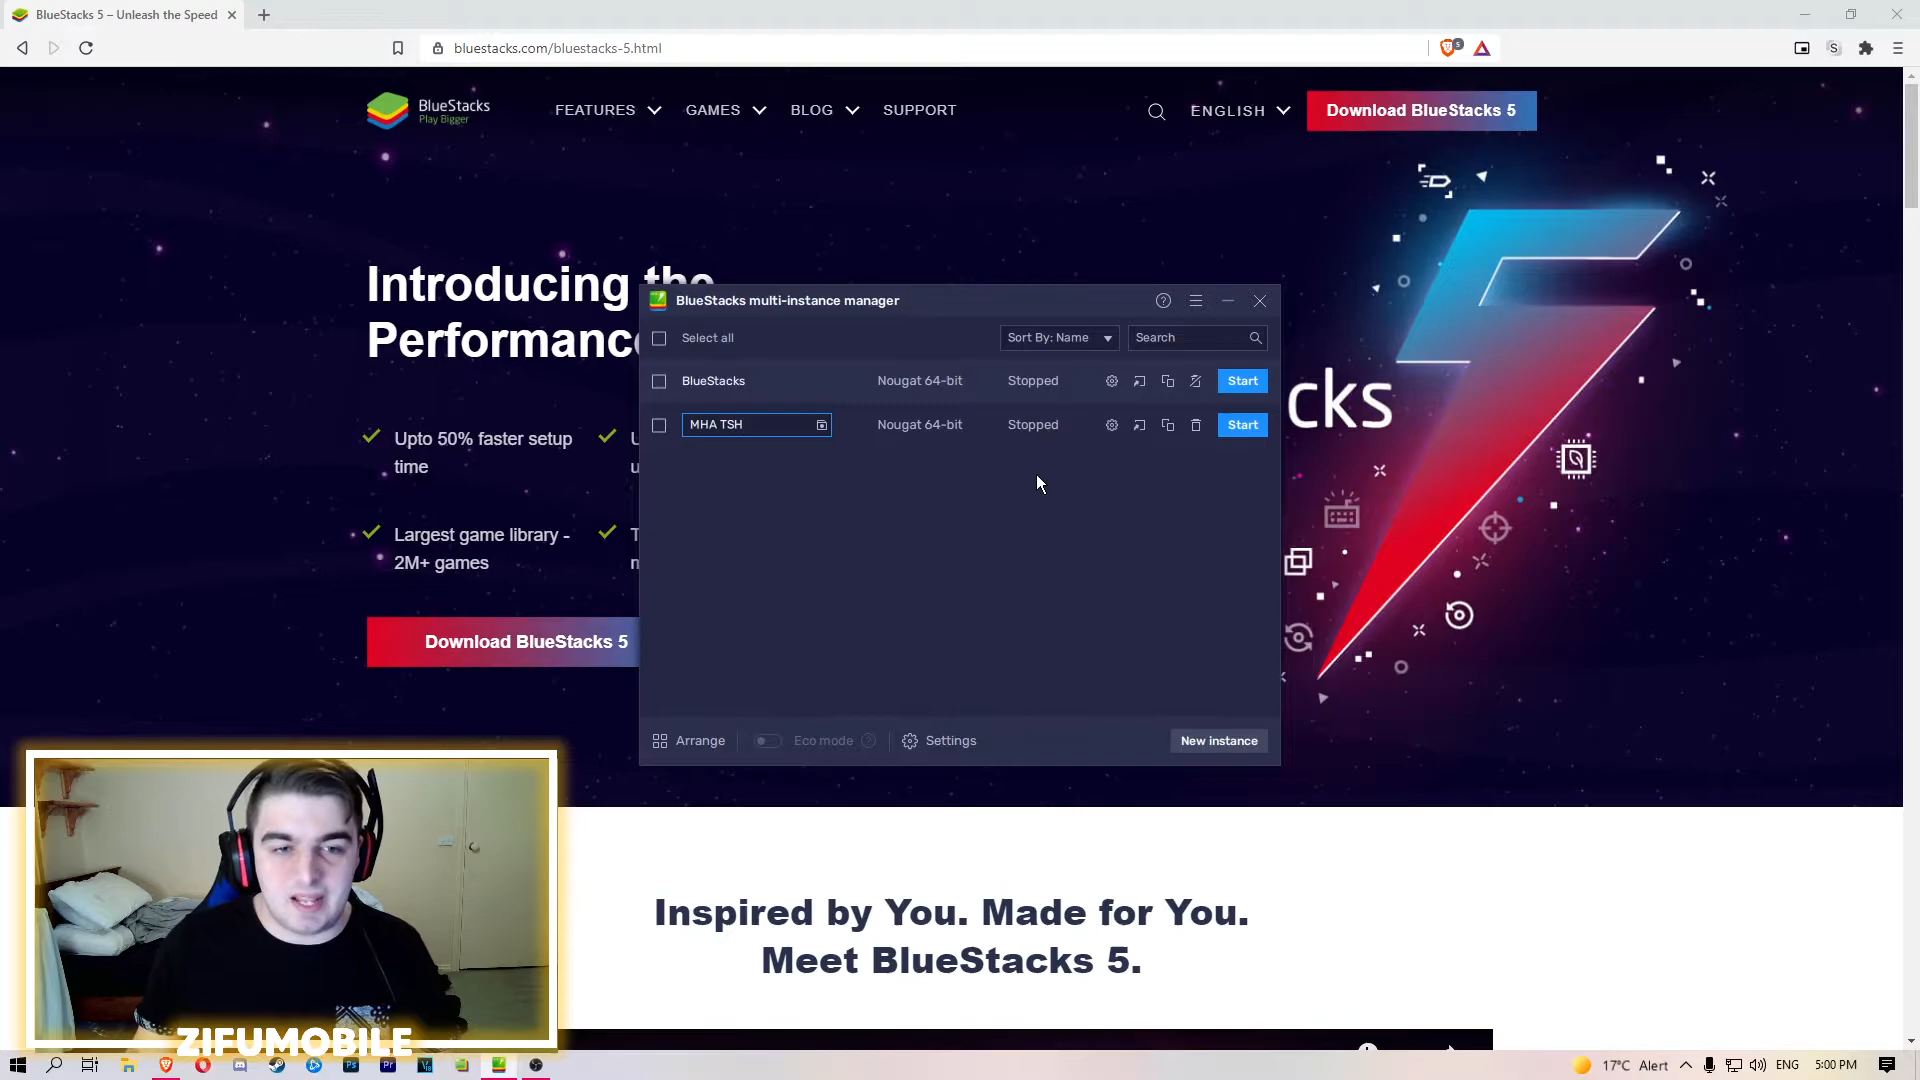 BlueStacks 5 – Unleash the Speed
bluestacks.com/bluestacks-5.html
BlueStacks
Play Bigger
FEATURES
GAMES
BLOG
SUPPORT
ENGLISH
Download BlueStacks 5
Introducing the
Performance
Upto 50% faster setup
time
Largest game library -
2M+ games
Download BlueStacks 5
cks
BlueStacks multi-instance manager
Select all
Sort By: Name
Search
BlueStacks
Nougat 64-bit
Stopped
Start
MHA TSH
Nougat 64-bit
Stopped
Start
Arrange
Eco mode
Settings
New instance
Inspired by You. Made for You.
Meet BlueStacks 5.
ZIFUMOBILE
17°C Alert
ENG
5:00 PM